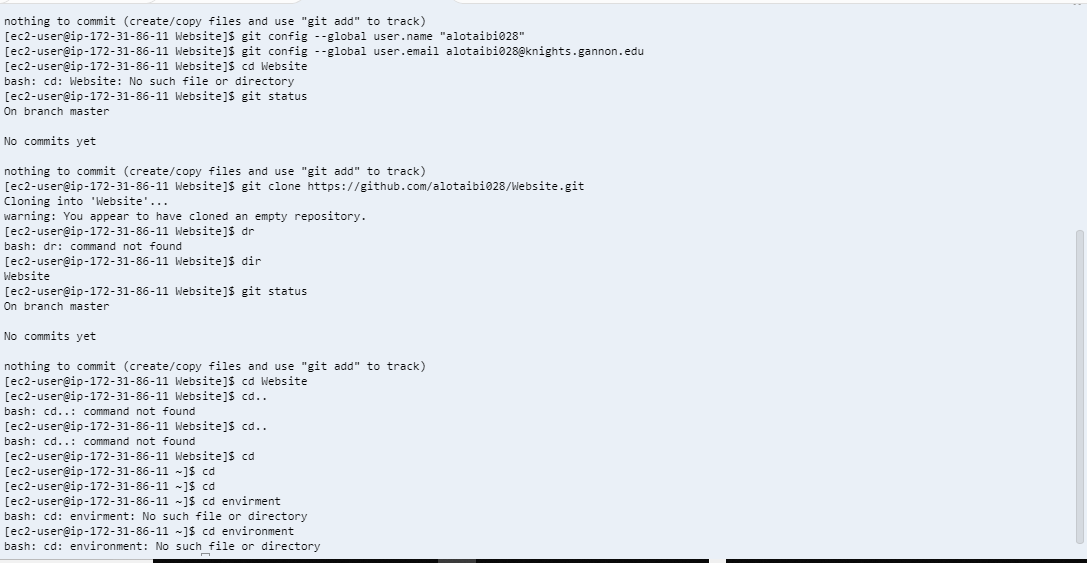 nothing to commit (create/copy files and use "git add" to track)
[ec2-user@ip-172-31-86-11 Website]$ git config --global user.name "alotaibi028"
[ec2-user@ip-172-31-86-11 Website]$ git config --global user.email alotaibi028@knights.gannon.edu
[ec2-user@ip-172-31-86-11 Website]$ cd Website
bash: cd: Website: No such file or directory
[ec2-user@ip-172-31-86-11 Website]$ git status
On branch master
No commits yet
nothing to commit (create/copy files and use "git add" to track)
[ec2-user@ip-172-31-86-11 Website]$ git clone https://github.com/alotaibi028/Website.git
Cloning into 'Website'...
warning: You appear to have cloned an empty repository.
[ec2-user@ip-172-31-86-11 Website]$ dr
bash: dr: command not found
[ec2-user@ip-172-31-86-11 Website]$ dir
Website
[ec2-user@ip-172-31-86-11 Website]$ git status
On branch master
No commits yet
nothing to commit (create/copy files and use "git add" to track)
[ec2-user@ip-172-31-86-11 Website]$ cd Website
[ec2-user@ip-172-31-86-11 Website]$ cd..
bash: cd..: command not found
[ec2-user@ip-172-31-86-11 Website]$ cd..
bash: cd..: command not found
[ec2-user@ip-172-31-86-11 Website]$ cd
[ec2-user@ip-172-31-86-11 ~]$ cd
[ec2-user@ip-172-31-86-11 ~]$ cd
[ec2-user@ip-172-31-86-11 ~]$ cd envirment
bash: cd: envirment: No such file or directory
[ec2-user@ip-172-31-86-11 ~]$ cd environment
bash: cd: environment: No such file or directory